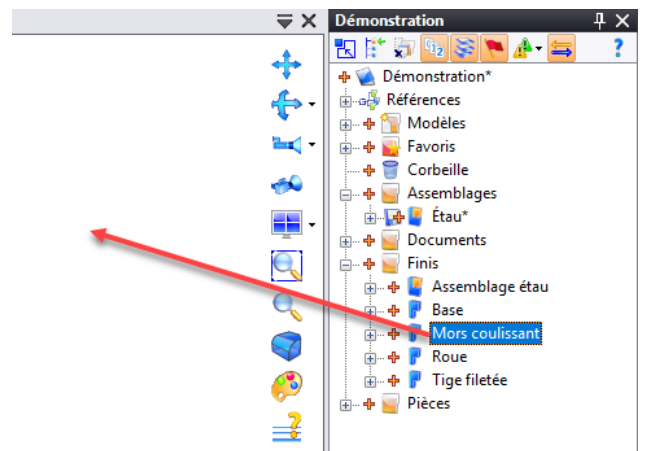 Démonstration
?
Démonstration*
Références
Modèles
Favoris
Corbeille
Assemblages
Étau*
Documents
Finis
Assemblage étau
Base
Mors coulissant
Roue
Tige filetée
Pièces